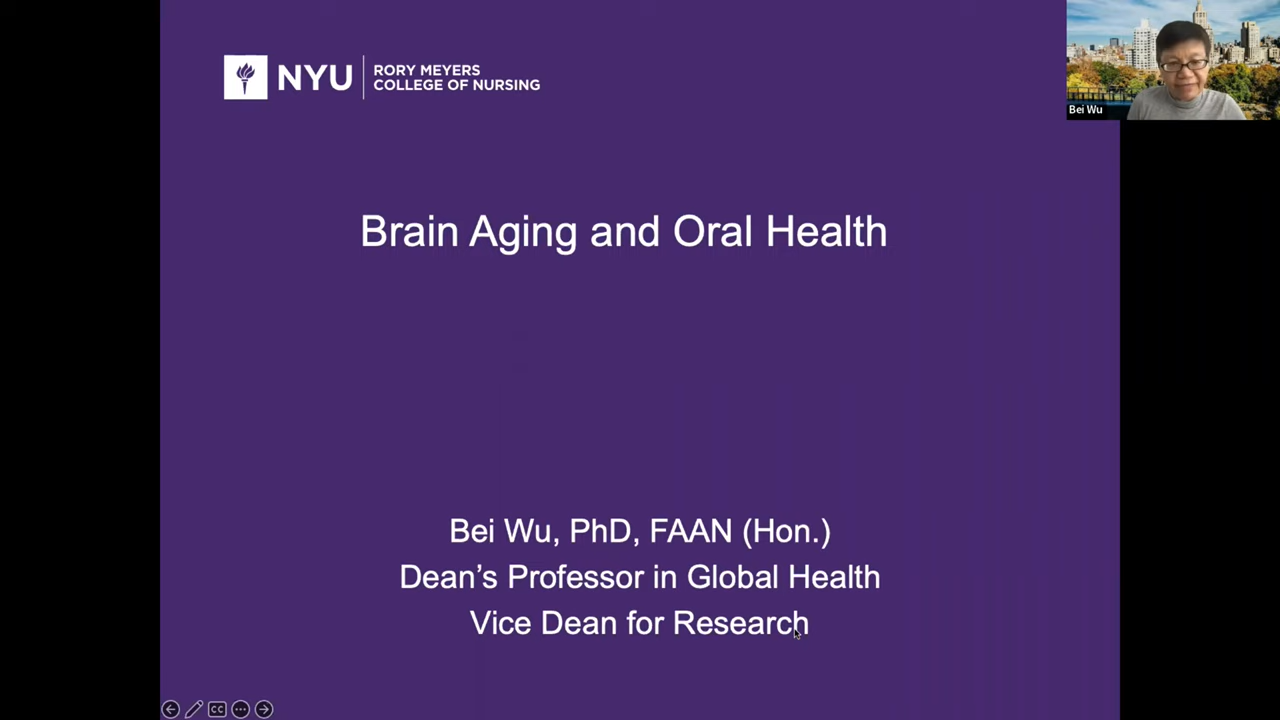 NYU
RORY MEYERS
COLLEGE OF NURSING
Bei Wu
Brain Aging and Oral Health
Bei Wu, PhD, FAAN (Hon.)
Dean's Professor in Global Health
Vice Dean for Research
CC